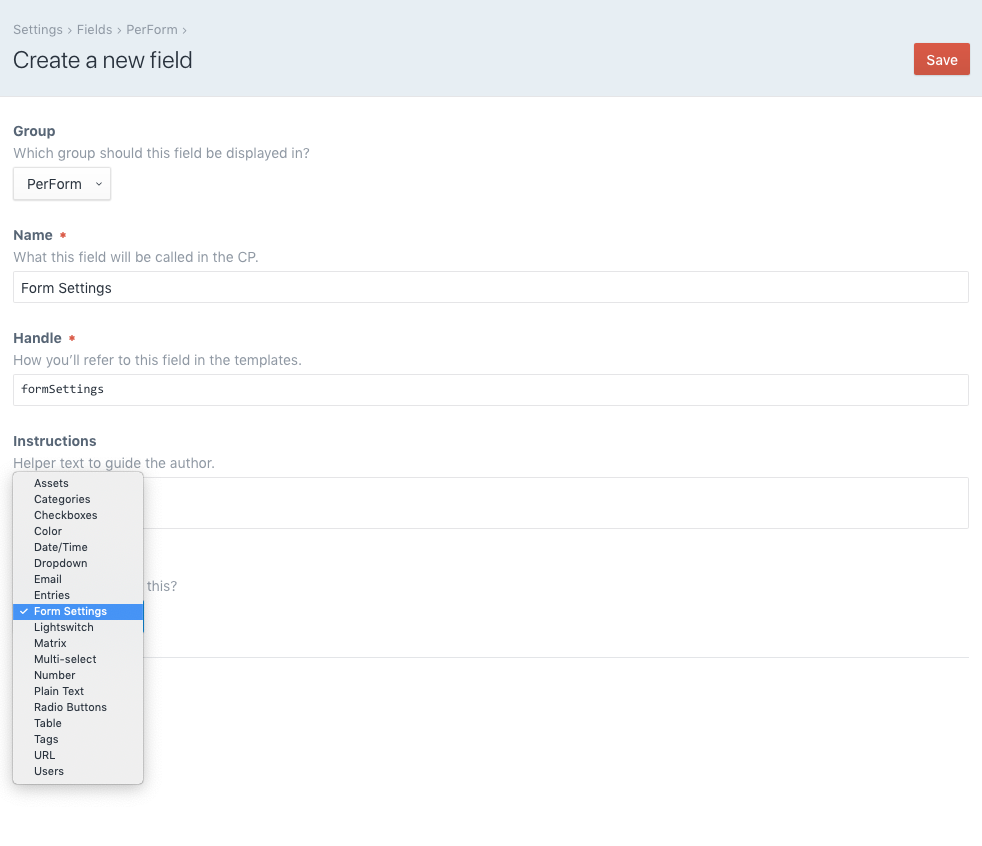 Settings › Fields › PerForm ›
Create a new field
Save
Group
Which group should this field be displayed in?
PerForm
Name *
What this field will be called in the CP.
Form Settings
Handle *
How you’ll refer to this field in the templates.
formSettings
Instructions
Helper text to guide the author.
this?
Assets
Categories
Checkboxes
Color
Date/Time
Dropdown
Email
Entries
✓ Form Settings
Lightswitch
Matrix
Multi-select
Number
Plain Text
Radio Buttons
Table
Tags
URL
Users